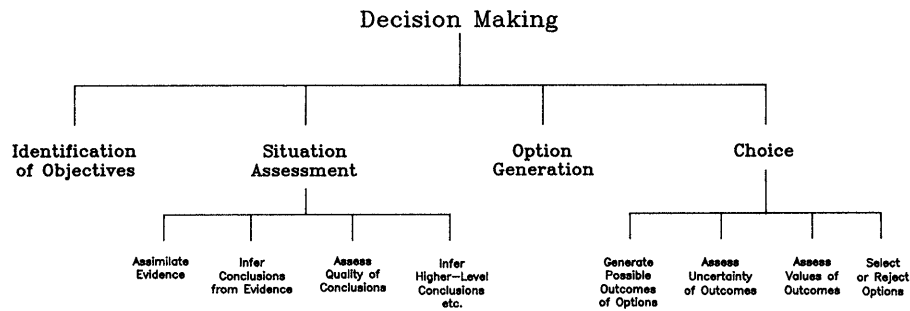 Decision Making
Identification
of Objectives
Situation
Assessment
Option
Generation
Choice
Assimilate
Evidence
Infer
Conclusions
from Evidence
Assess
Quality of
Conclusions
Infer
Higher-Level
Conclusions
etc.
Generate
Possible
Outcomes
of Options
Assess
Uncertainty
of Outcomes
Assess
Values of
Outcomes
Select
or Reject
Options